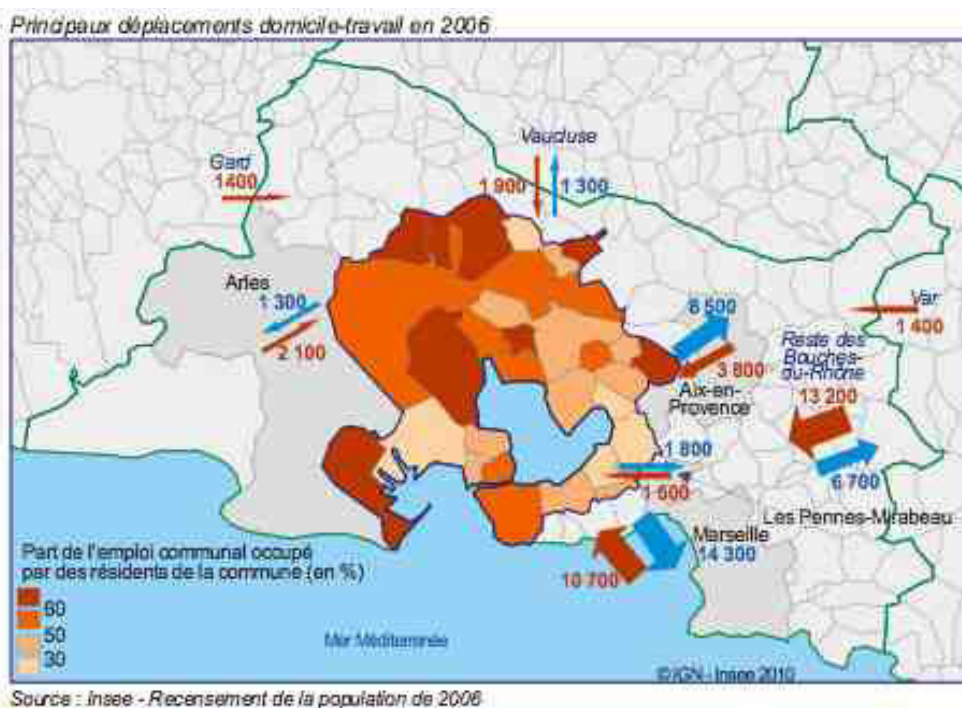 Principaux déplacements domicile-travail en 2006
Vaucluse
Gard
1400
1 900
1 300
Arles
1 300
2 100
6 500
3 800
Var
1 400
Reste des
Bouches-
du-Rhône
13 200
Aix-en-
Provence
1 800
1 600
6 700
Les Pennes-Mirabeau
Marseille
14 300
10 700
Part de l'emploi communal occupé
par des résidents de la commune (en %)
60
50
30
Mer Méditerranée
©IGN - Insee 2010
Source : Insee - Recensement de la population de 2006